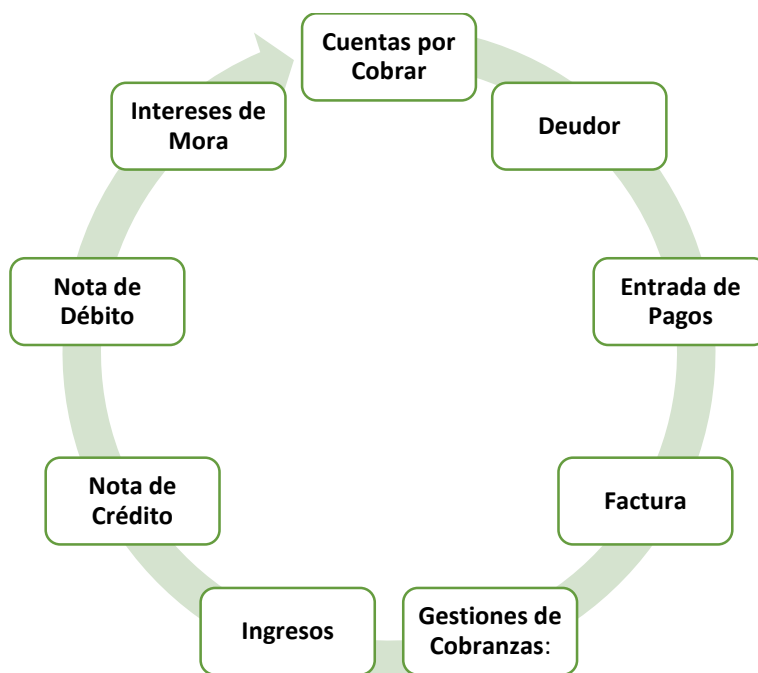 Cuentas por
Cobrar
Deudor
Entrada de
Pagos
Factura
Gestiones de
Cobranzas:
Ingresos
Nota de
Crédito
Nota de
Débito
Intereses de
Mora